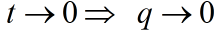 t → 0 ⇒ q → 0